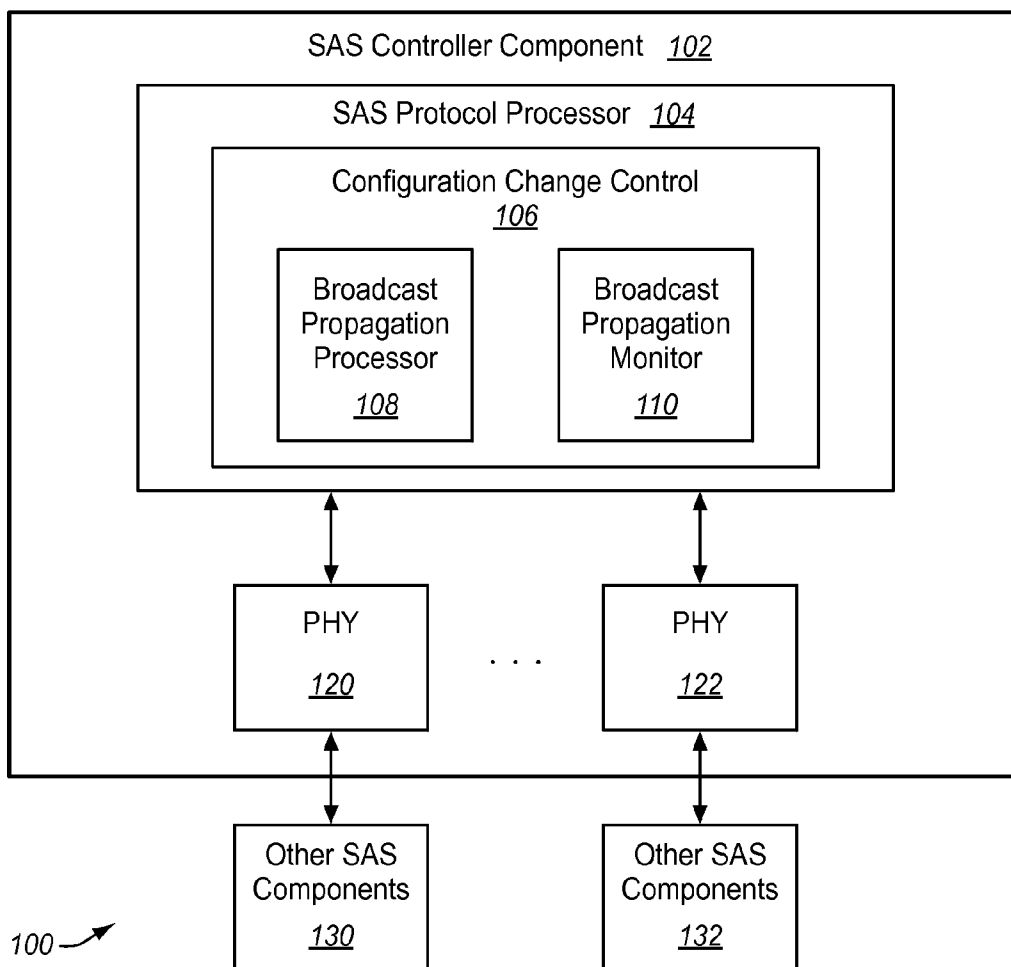 SAS Controller Component 102
SAS Protocol Processor 104
Configuration Change Control
106
Broadcast
Propagation
Processor
108
Broadcast
Propagation
Monitor
110
PHY
120
. . .
PHY
122
Other SAS
Components
130
Other SAS
Components
132
100